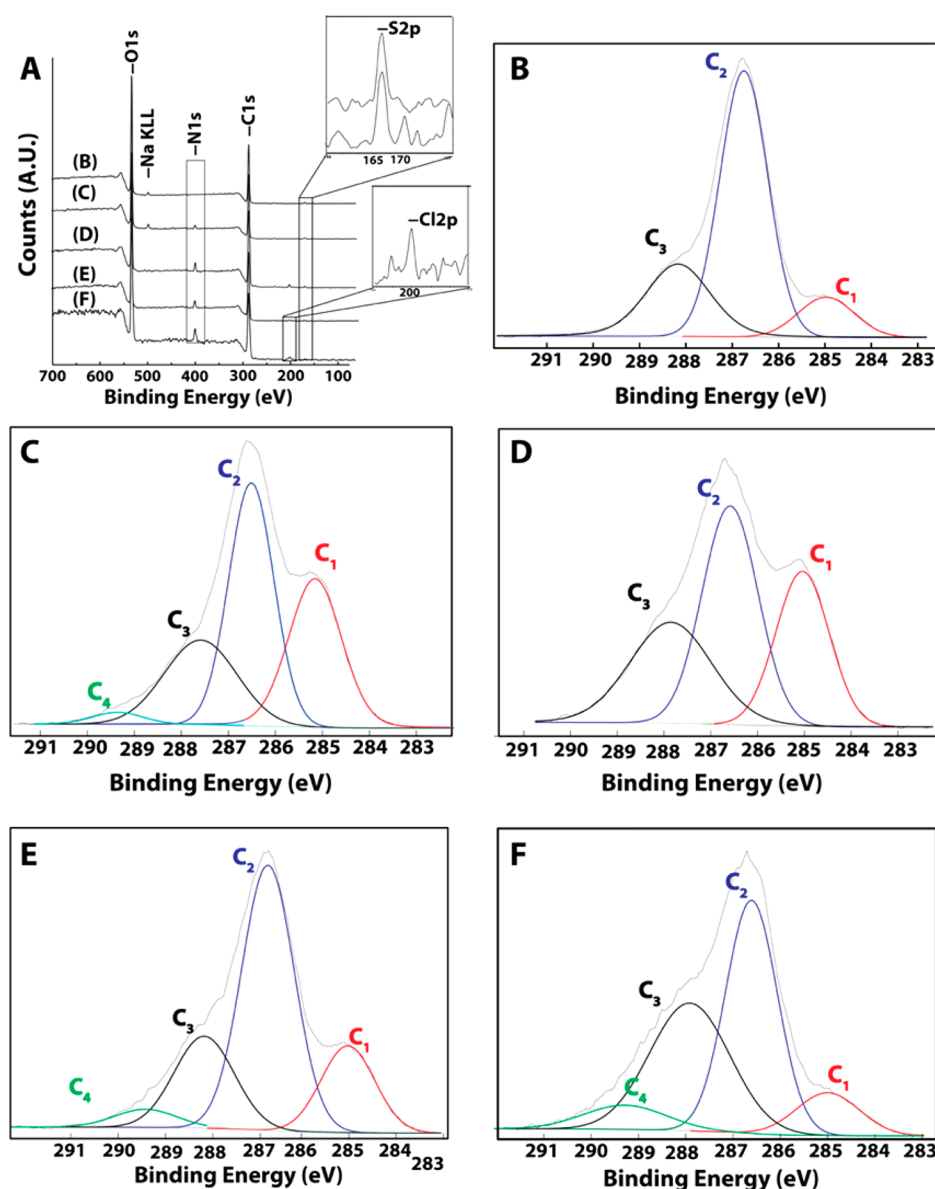 A
–O1s
–Na KLL
–N1s
–C1s
–S2p
165 170
–Cl2p
200
(B)
(C)
(D)
(E)
(F)
Counts (A.U.)
700 600 500 400 300 200 100
Binding Energy (eV)
B
C2
C3
C1
291 290 289 288 287 286 285 284 283
Binding Energy (eV)
C
C2
C1
C3
C4
291 290 289 288 287 286 285 284 283
Binding Energy (eV)
D
C2
C1
C3
291 290 289 288 287 286 285 284 283
Binding Energy (eV)
E
C2
C3
C1
C4
291 290 289 288 287 286 285 284 283
Binding Energy (eV)
F
C2
C3
C4
C1
291 290 289 288 287 286 285 284 283
Binding Energy (eV)